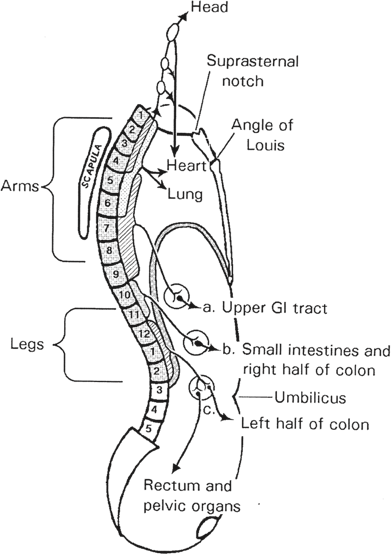 Head
Suprasternal
notch
Angle of
Louis
1
2
3
4
5
6
7
8
9
10
11
12
1
2
3
4
5
SCAPULA
Arms
Heart
Lung
a. Upper GI tract
Legs
b. Small intestines and
right half of colon
Umbilicus
c.
Left half of colon
Rectum and
pelvic organs